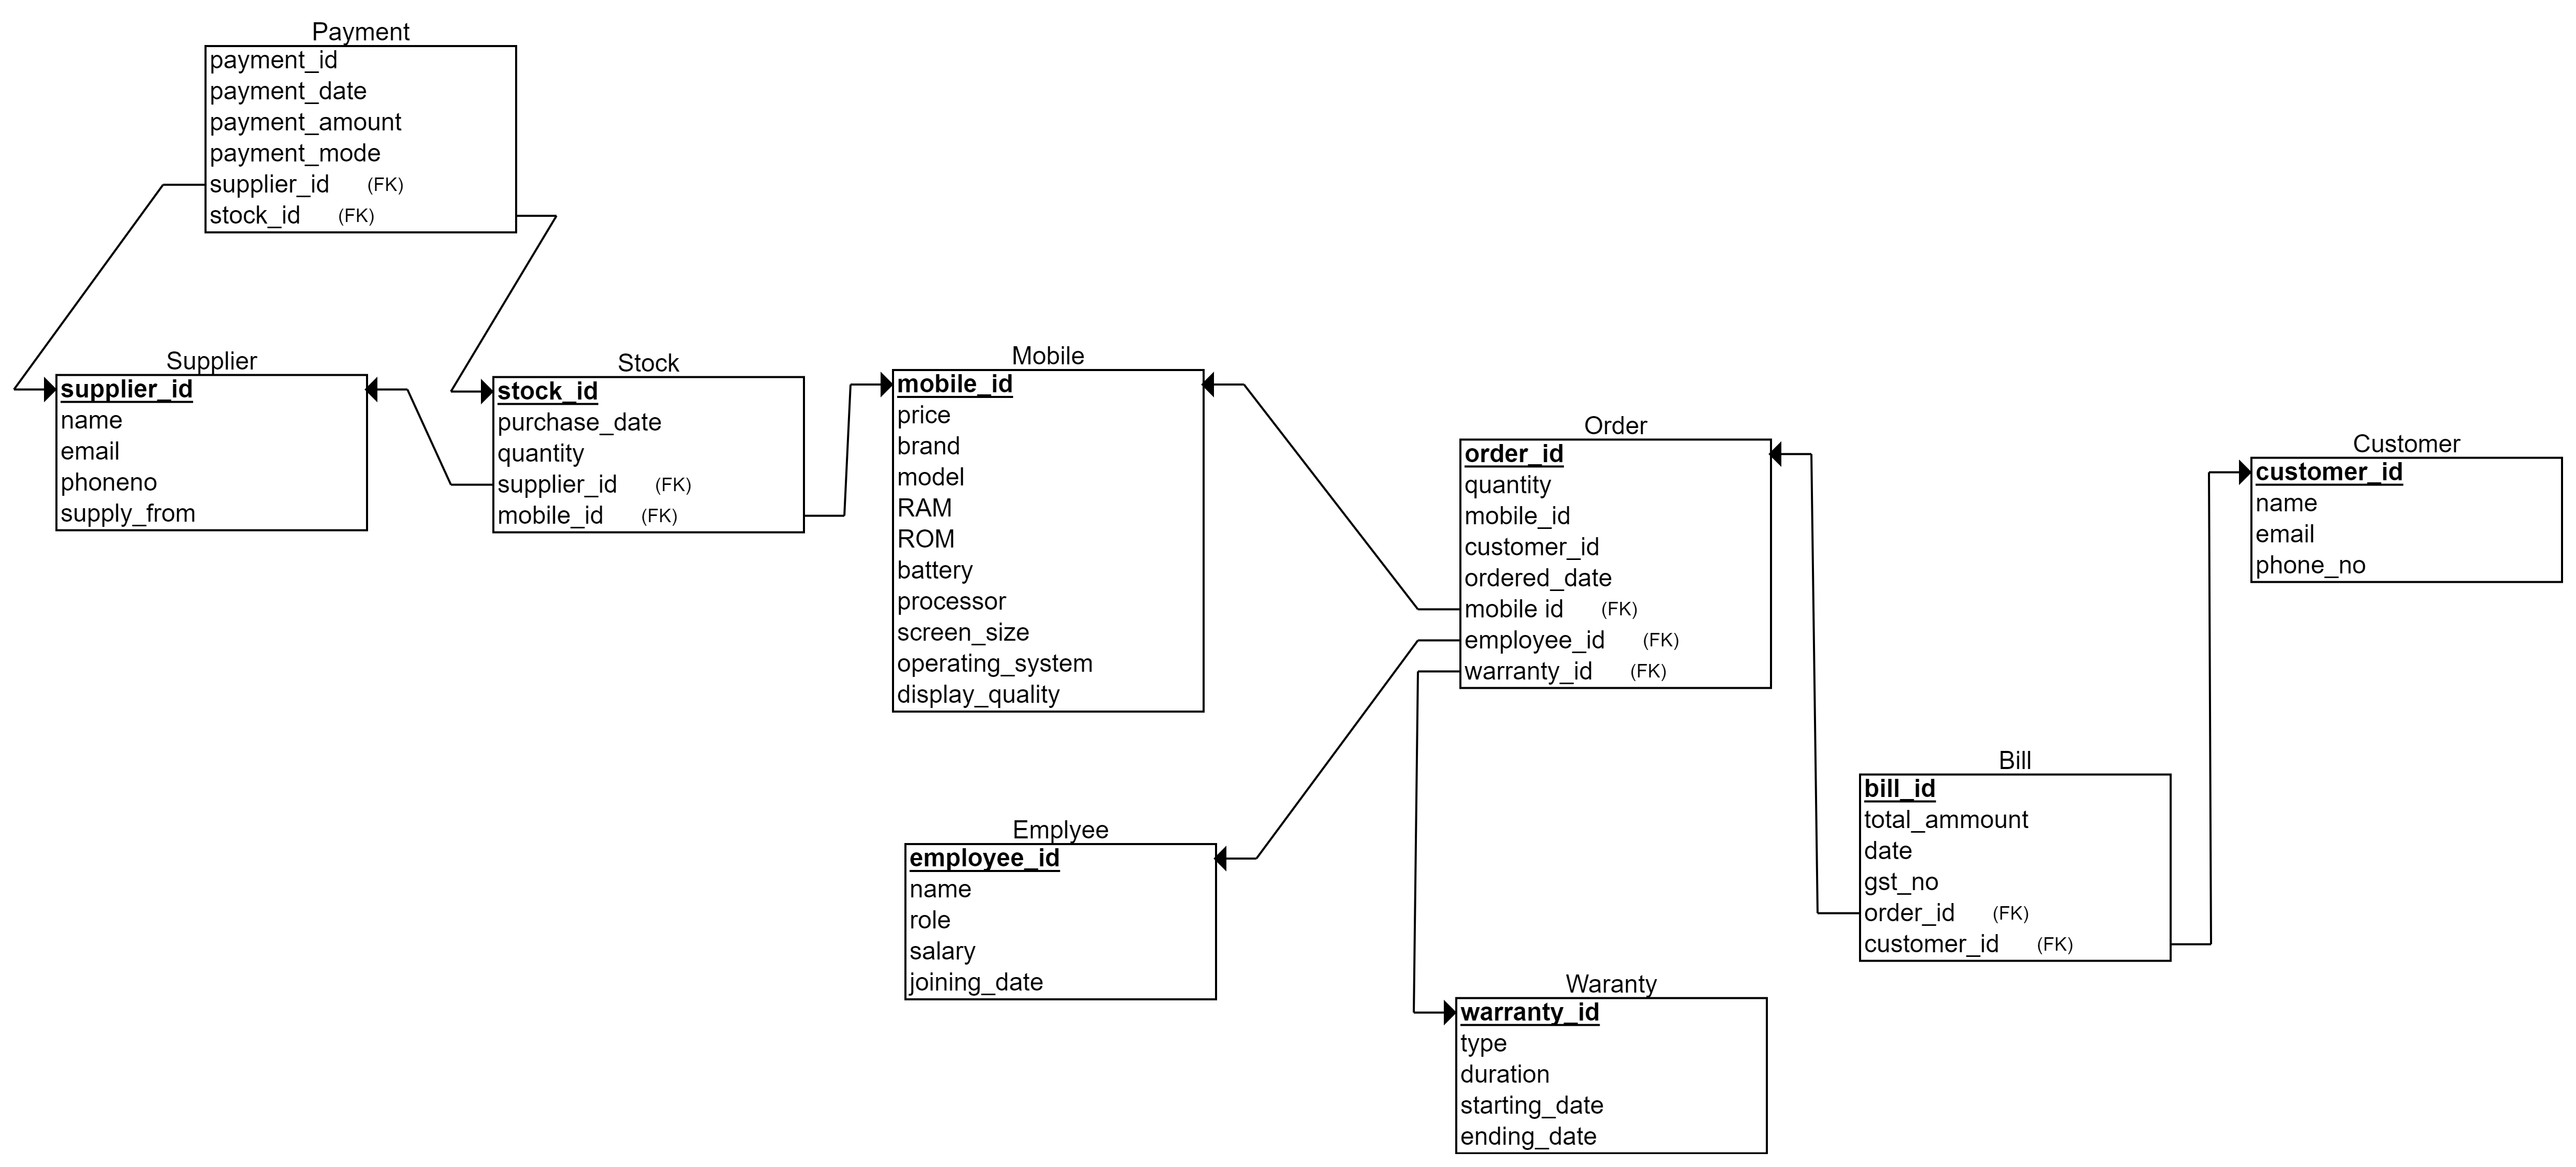 Payment
payment_id
payment_date
payment_amount
payment_mode
supplier_id (FK)
stock_id (FK)
Supplier
supplier_id
name
email
phoneno
supply_from
Stock
stock_id
purchase_date
quantity
supplier_id (FK)
mobile_id (FK)
Mobile
mobile_id
price
brand
model
RAM
ROM
battery
processor
screen_size
operating_system
display_quality
Order
order_id
quantity
mobile_id
customer_id
ordered_date
mobile id (FK)
employee_id (FK)
warranty_id (FK)
Customer
customer_id
name
email
phone_no
Emplyee
employee_id
name
role
salary
joining_date
Bill
bill_id
total_ammount
date
gst_no
order_id (FK)
customer_id (FK)
Waranty
warranty_id
type
duration
starting_date
ending_date